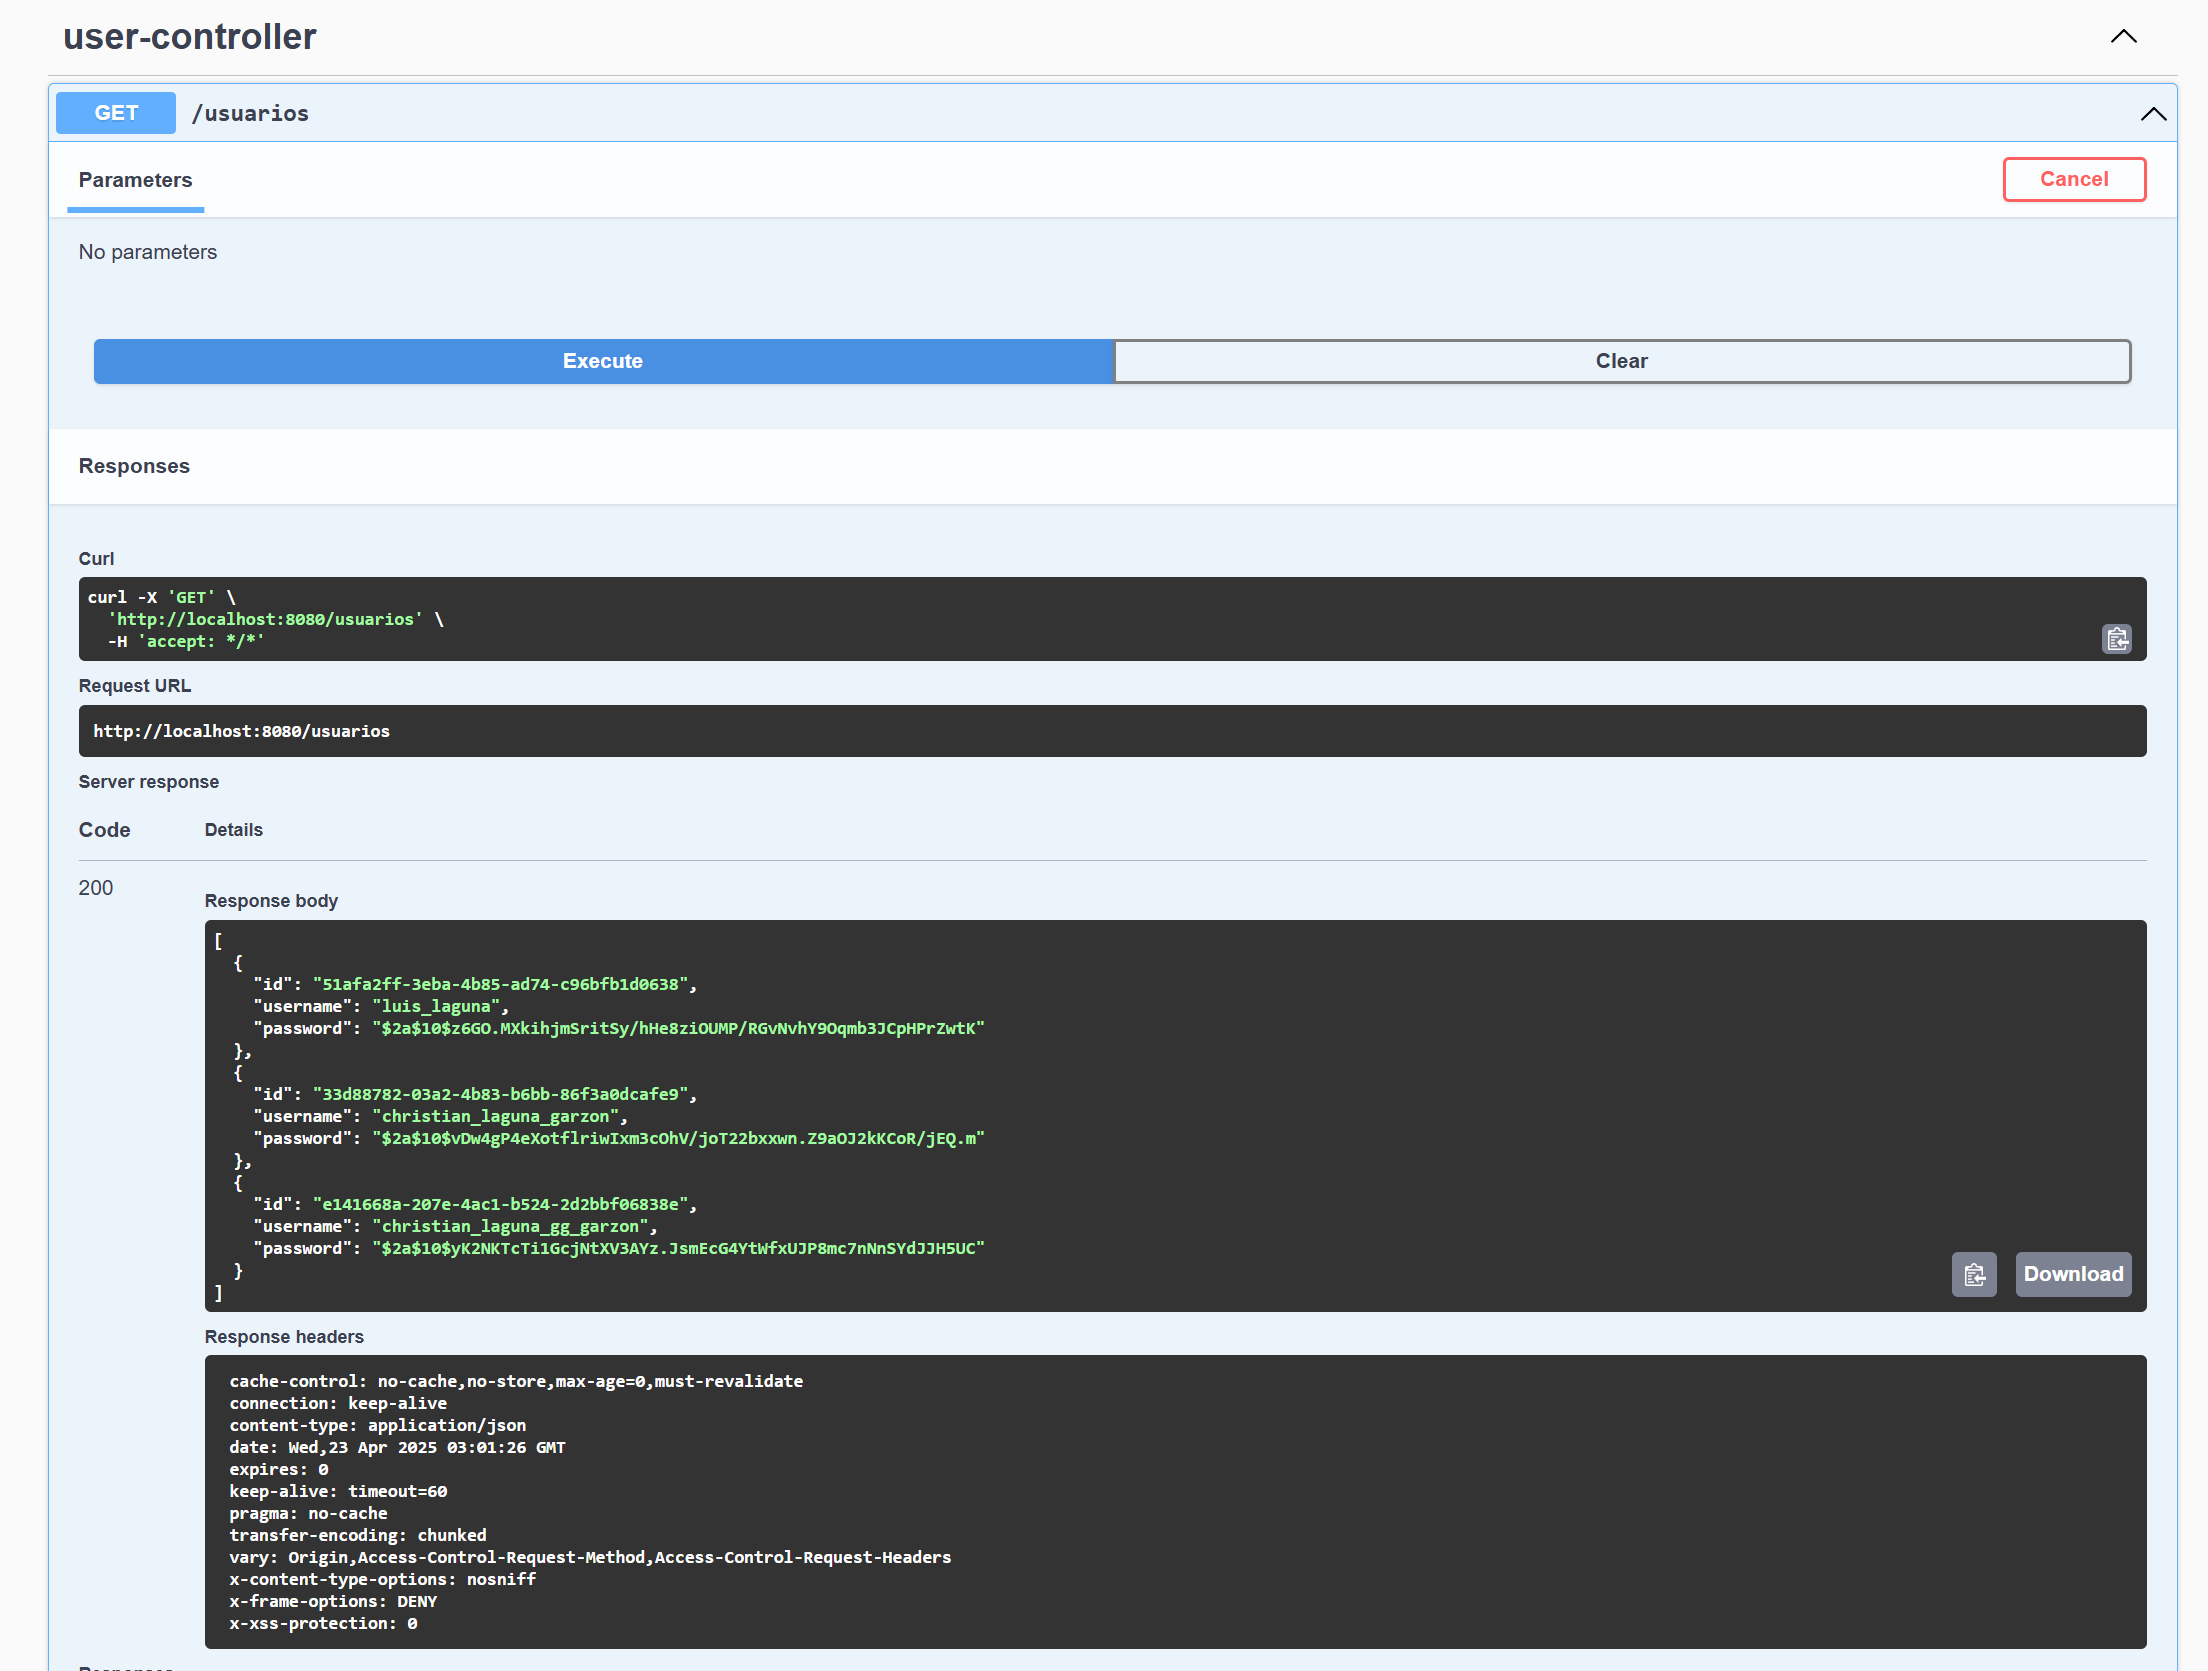 user-controller
GET /usuarios
Parameters
Cancel
No parameters
Execute
Clear
Responses
Curl
curl -X 'GET' \
  'http://localhost:8080/usuarios' \
  -H 'accept: */*'
Request URL
http://localhost:8080/usuarios
Server response
Code Details
200
Response body
[
  {
    "id": "51afa2ff-3eba-4b85-ad74-c96bfb1d0638",
    "username": "luis_laguna",
    "password": "$2a$10$z6GO.MXkihjmSritSy/hHe8ziOUMP/RGvNvhY9Oqmb3JCpHPrZwtK"
  },
  {
    "id": "33d88782-03a2-4b83-b6bb-86f3a0dcafe9",
    "username": "christian_laguna_garzon",
    "password": "$2a$10$vDw4gP4eXotflriwIxm3cOhV/joT22bxxwn.Z9aOJ2kKCoR/jEQ.m"
  },
  {
    "id": "e141668a-207e-4ac1-b524-2d2bbf06838e",
    "username": "christian_laguna_gg_garzon",
    "password": "$2a$10$yK2NKTcTi1GcjNtXV3AYz.JsmEcG4YtWfxUJP8mc7nNnSYdJJH5UC"
  }
]
Download
Response headers
cache-control: no-cache,no-store,max-age=0,must-revalidate
connection: keep-alive
content-type: application/json
date: Wed,23 Apr 2025 03:01:26 GMT
expires: 0
keep-alive: timeout=60
pragma: no-cache
transfer-encoding: chunked
vary: Origin,Access-Control-Request-Method,Access-Control-Request-Headers
x-content-type-options: nosniff
x-frame-options: DENY
x-xss-protection: 0
Responses